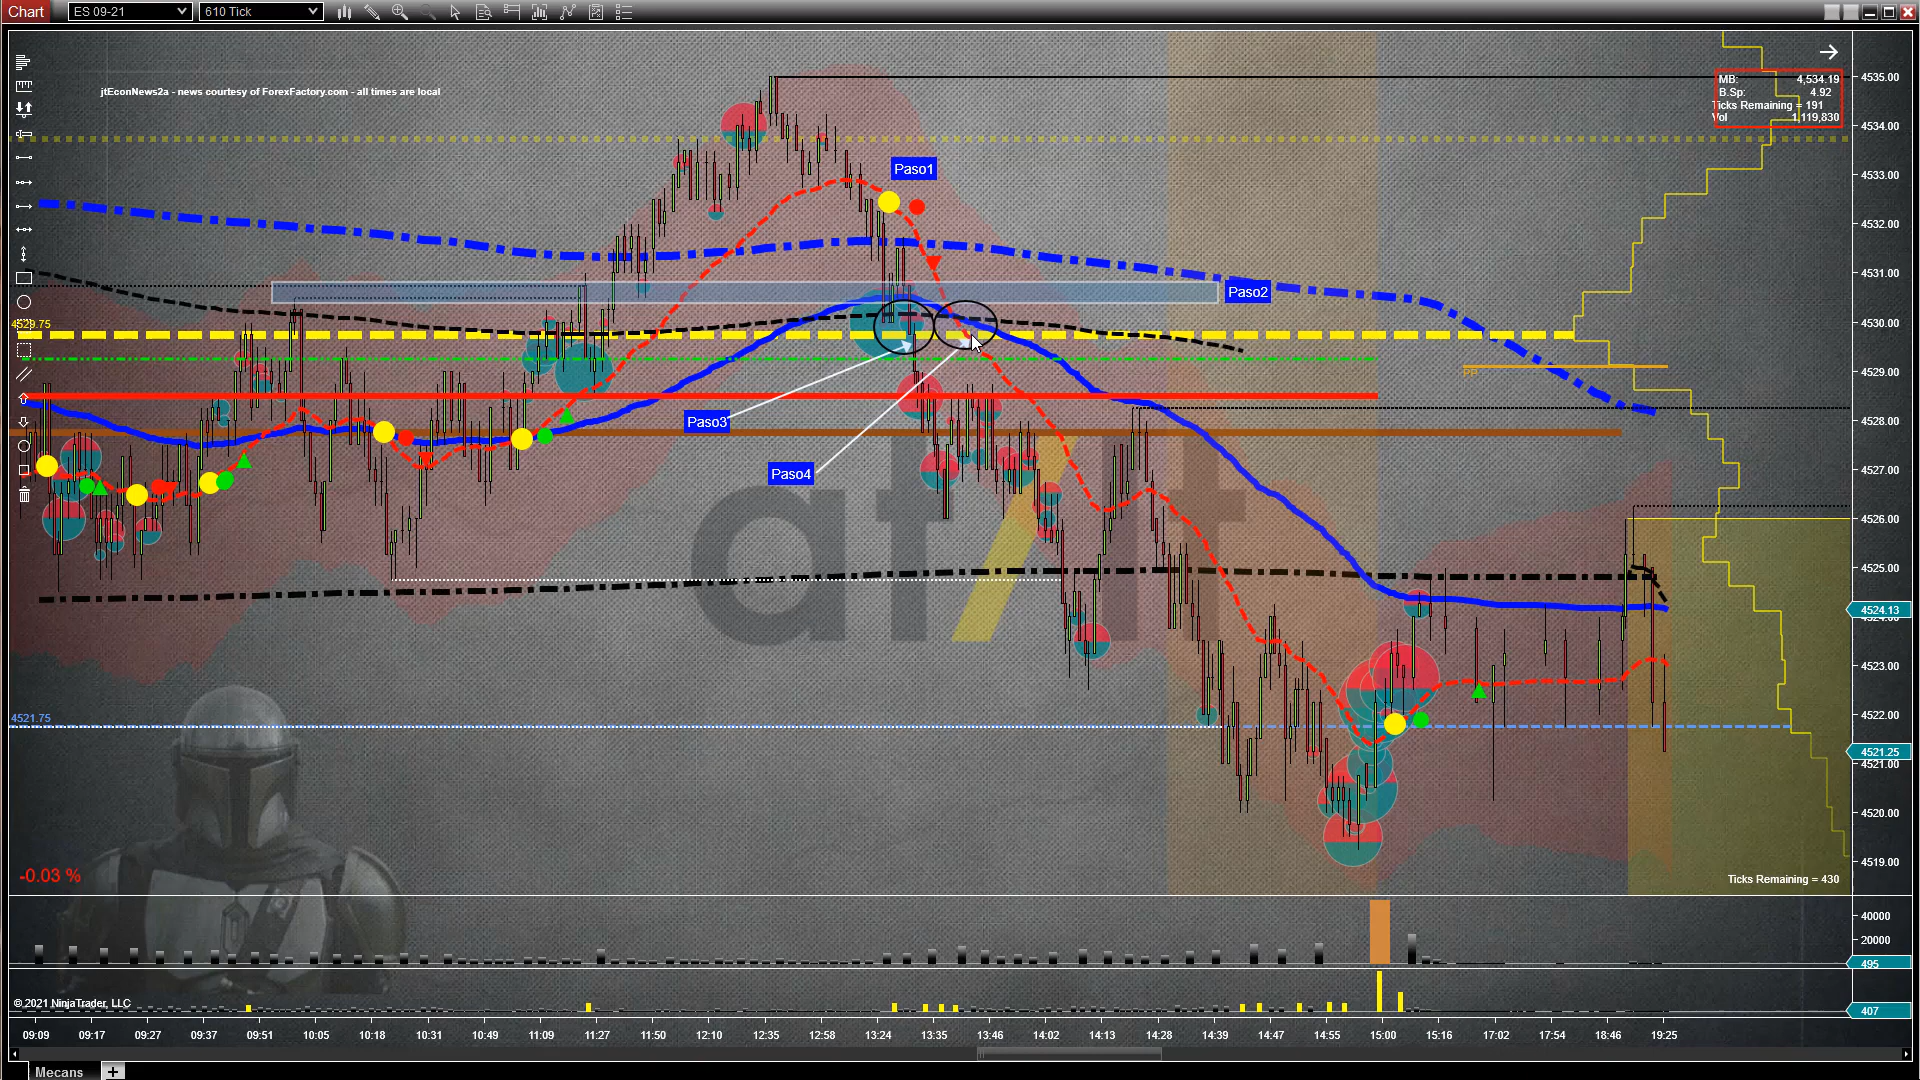 Chart
ES 09-21
610 Tick
jtEconNews2a - news courtesy of ForexFactory.com - all times are local
MB: 4,534.19
B.Sp: 4.92
Ticks Remaining = 191
Vol 1,119,830
4535.00
4534.00
4533.00
4532.00
4531.00
4530.00
4529.00
4528.00
4527.00
4526.00
4525.00
4524.13
4523.00
4522.00
4521.25
4521.00
4520.00
4519.00
Paso1
Paso2
Paso3
Paso4
4529.75
PP
4521.75
-0.03 %
Ticks Remaining = 430
40000
20000
495
407
© 2021 NinjaTrader, LLC
09:09 09:17 09:27 09:37 09:51 10:05 10:18 10:31 10:49 11:09 11:27 11:50 12:10 12:35 12:58 13:24 13:35 13:46 14:02 14:13 14:28 14:39 14:47 14:55 15:00 15:16 17:02 17:54 18:46 19:25
Mecans